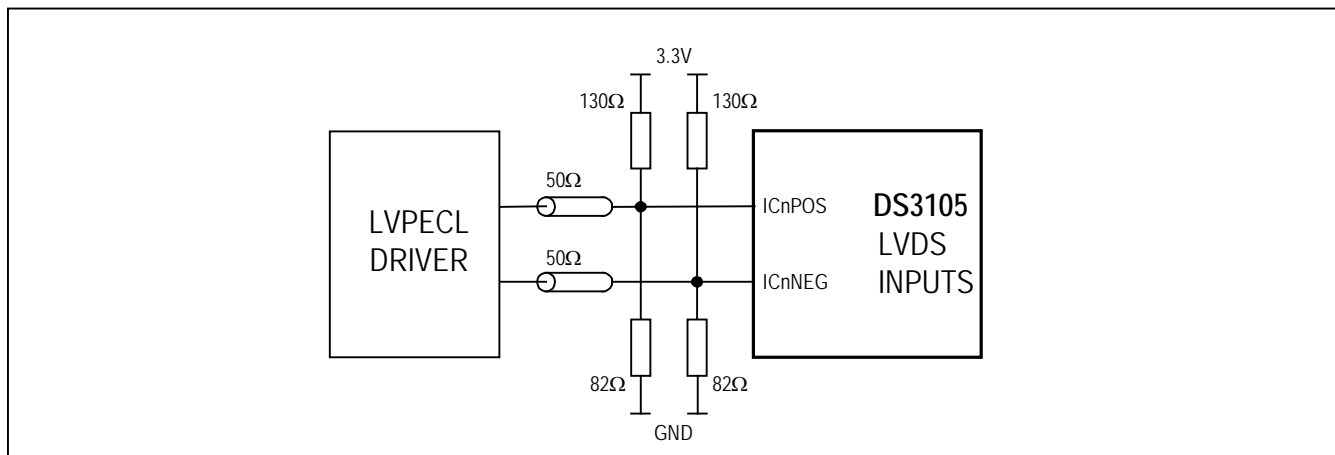 3.3V
130Ω 130Ω
50Ω
ICnPOS
LVPECL
DRIVER
DS3105
LVDS
INPUTS
50Ω
ICnNEG
82Ω 82Ω
GND